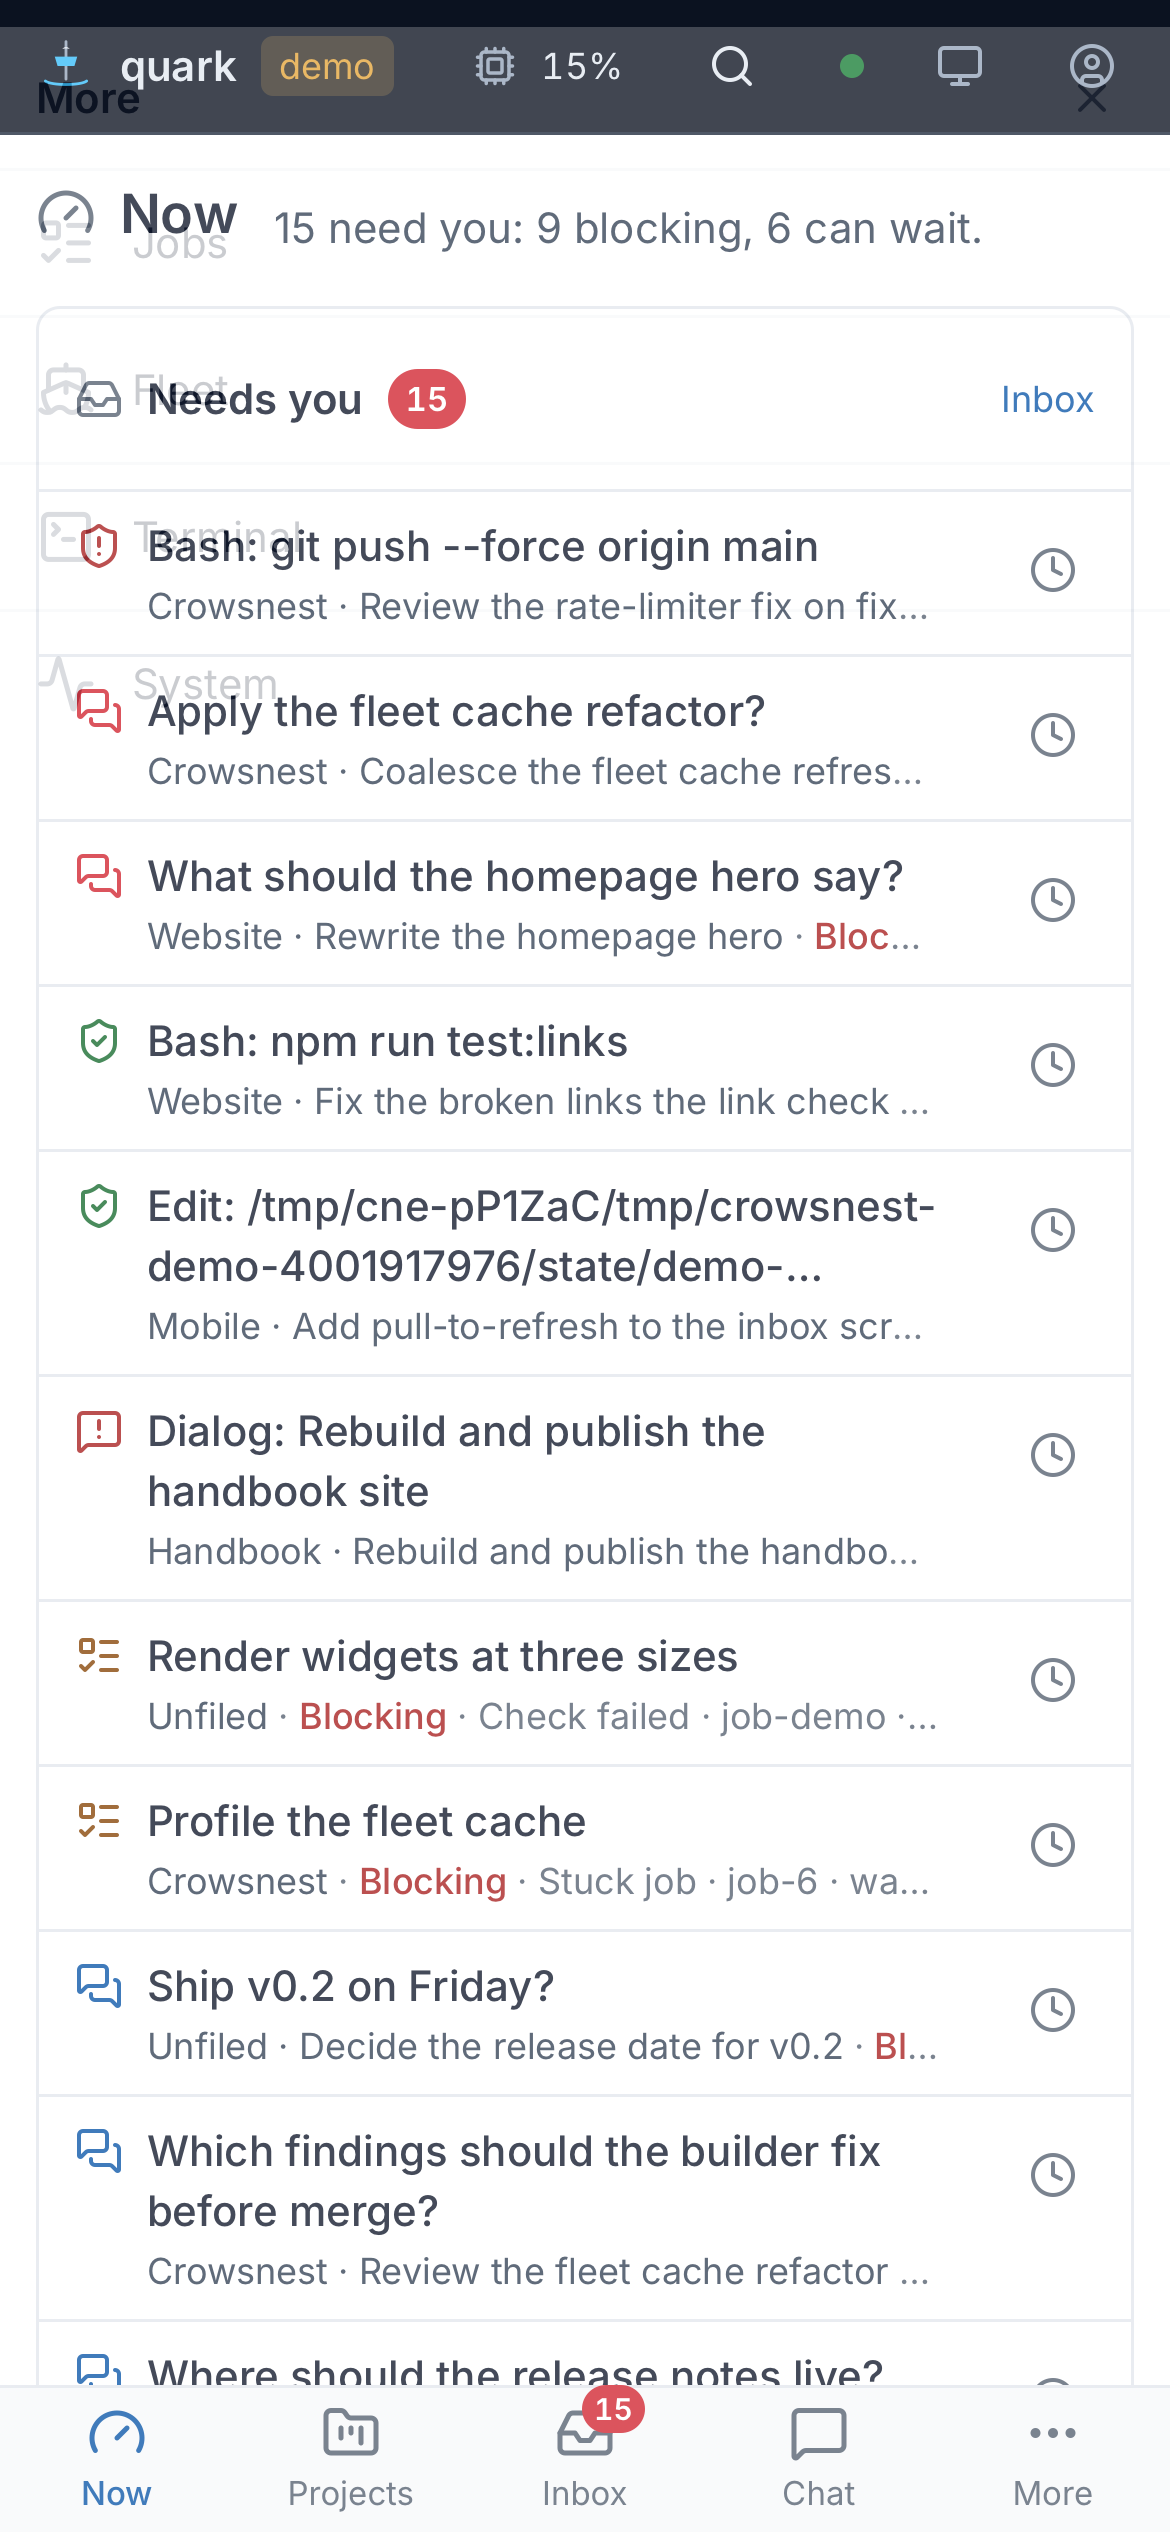 quark demo 15%
More
Now 15 need you: 9 blocking, 6 can wait.
Jobs
Fleet
Needs you 15 Inbox
Terminal
Bash: git push --force origin main
Crowsnest · Review the rate-limiter fix on fix...
System
Apply the fleet cache refactor?
Crowsnest · Coalesce the fleet cache refres...
What should the homepage hero say?
Website · Rewrite the homepage hero · Bloc...
Bash: npm run test:links
Website · Fix the broken links the link check ...
Edit: /tmp/cne-pP1ZaC/tmp/crowsnest-
demo-4001917976/state/demo-...
Mobile · Add pull-to-refresh to the inbox scr...
Dialog: Rebuild and publish the
handbook site
Handbook · Rebuild and publish the handbo...
Render widgets at three sizes
Unfiled · Blocking · Check failed · job-demo ·...
Profile the fleet cache
Crowsnest · Blocking · Stuck job · job-6 · wa...
Ship v0.2 on Friday?
Unfiled · Decide the release date for v0.2 · Bl...
Which findings should the builder fix
before merge?
Crowsnest · Review the fleet cache refactor ...
Where should the release notes live?
15
Now Projects Inbox Chat More